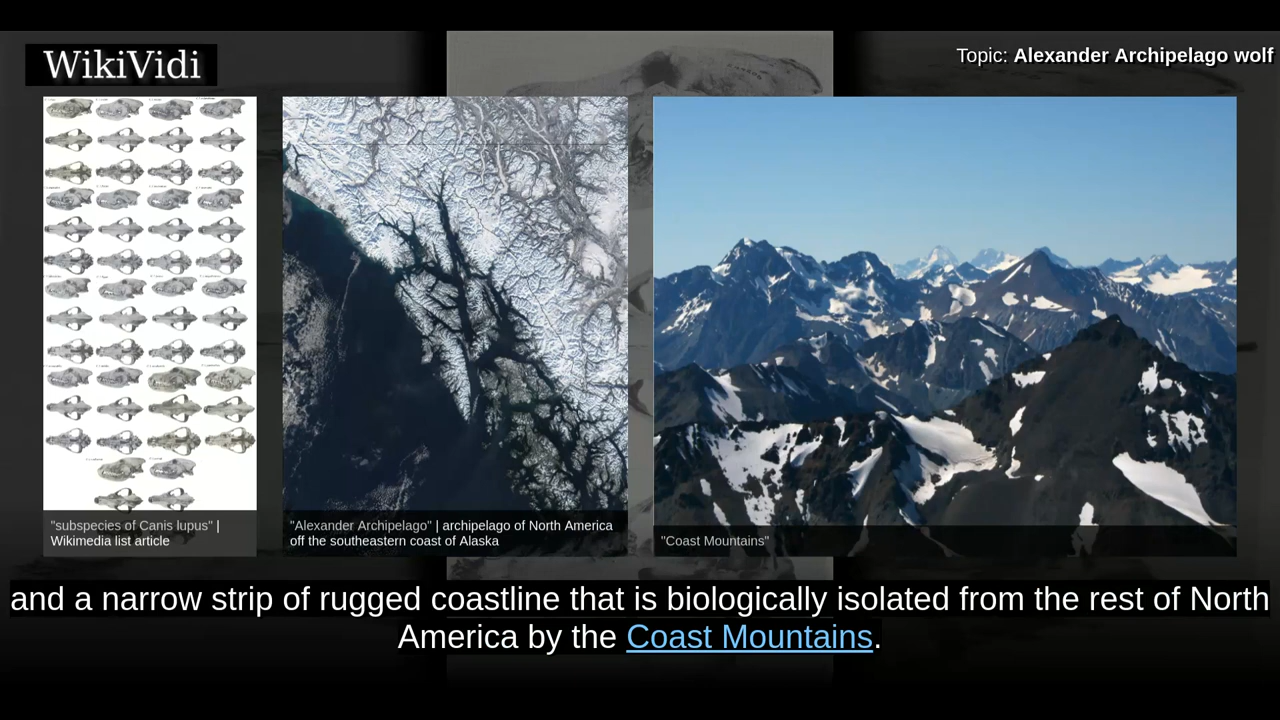 WikiVidi
Topic: Alexander Archipelago wolf
"subspecies of Canis lupus" |
Wikimedia list article
"Alexander Archipelago" | archipelago of North America
off the southeastern coast of Alaska
"Coast Mountains"
and a narrow strip of rugged coastline that is biologically isolated from the rest of North
America by the Coast Mountains.